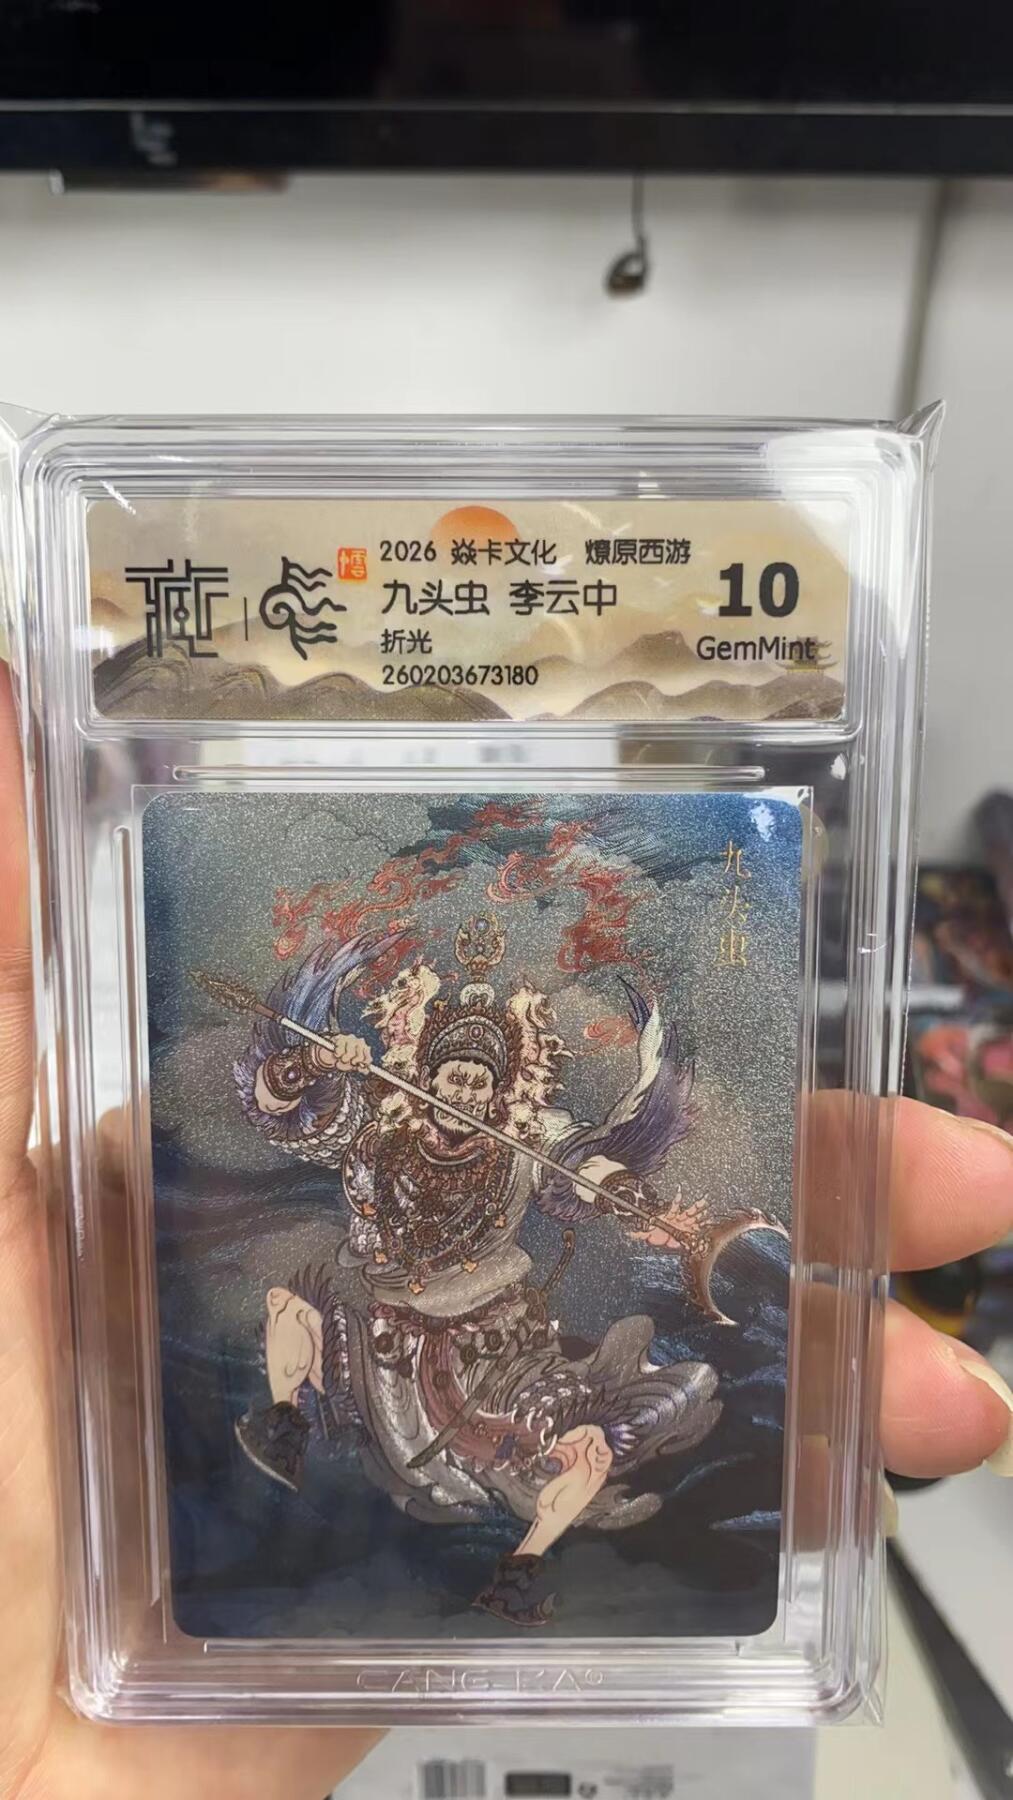 藏
2026 焱卡文化 燎原西游
九头虫 李云中
折光
260203673180
10
GemMint
九头虫
CANG KA